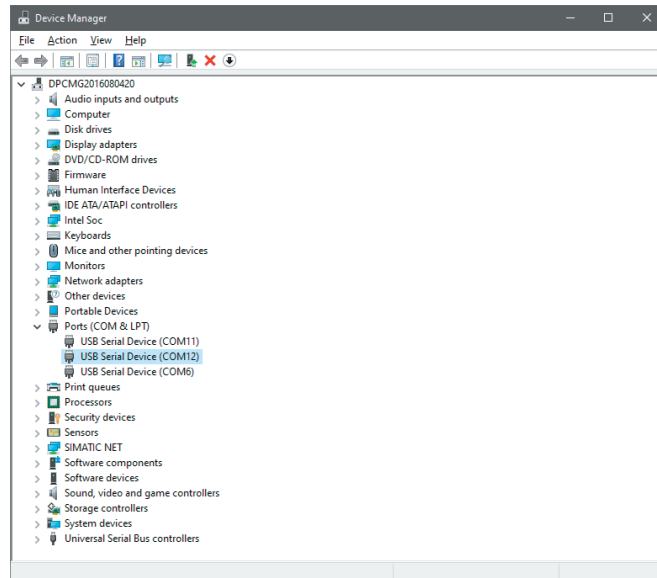 Device Manager
File Action View Help
DPCMG2016080420
Audio inputs and outputs
Computer
Disk drives
Display adapters
DVD/CD-ROM drives
Firmware
Human Interface Devices
IDE ATA/ATAPI controllers
Intel Soc
Keyboards
Mice and other pointing devices
Monitors
Network adapters
Other devices
Portable Devices
Ports (COM & LPT)
USB Serial Device (COM11)
USB Serial Device (COM12)
USB Serial Device (COM6)
Print queues
Processors
Security devices
Sensors
SIMATIC NET
Software components
Software devices
Sound, video and game controllers
Storage controllers
System devices
Universal Serial Bus controllers